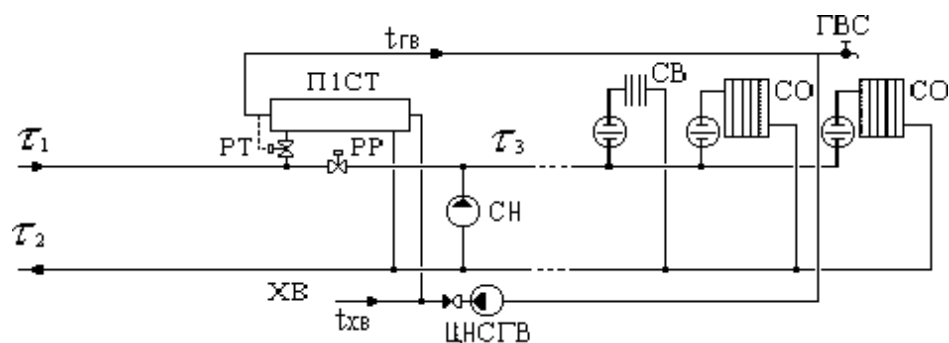 ГВС
tГВ
СВ
СО
СО
П1СТ
τ1
РТ
РР
τ3
СН
τ2
ХВ
tХВ
ЦНСГВ